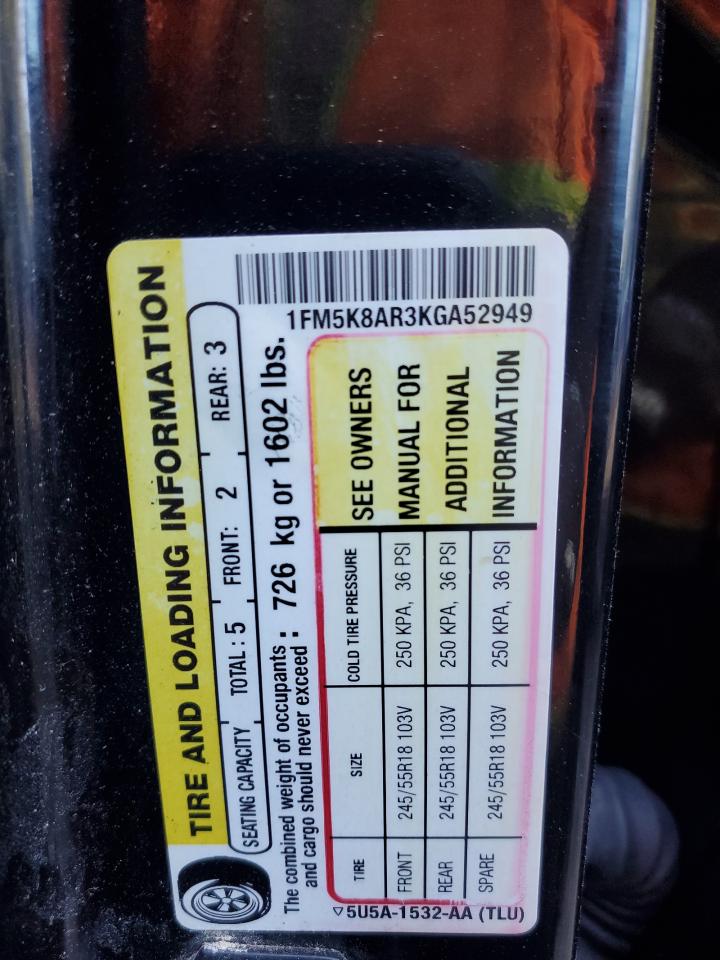 TIRE AND LOADING INFORMATION
SEATING CAPACITY TOTAL : 5 FRONT: 2 REAR: 3
The combined weight of occupants
and cargo should never exceed : 726 kg or 1602 lbs.
1FM5K8AR3KGA52949
TIRE SIZE COLD TIRE PRESSURE
FRONT 245/55R18 103V 250 KPA, 36 PSI
REAR 245/55R18 103V 250 KPA, 36 PSI
SPARE 245/55R18 103V 250 KPA, 36 PSI
SEE OWNERS
MANUAL FOR
ADDITIONAL
INFORMATION
▽5U5A-1532-AA (TLU)